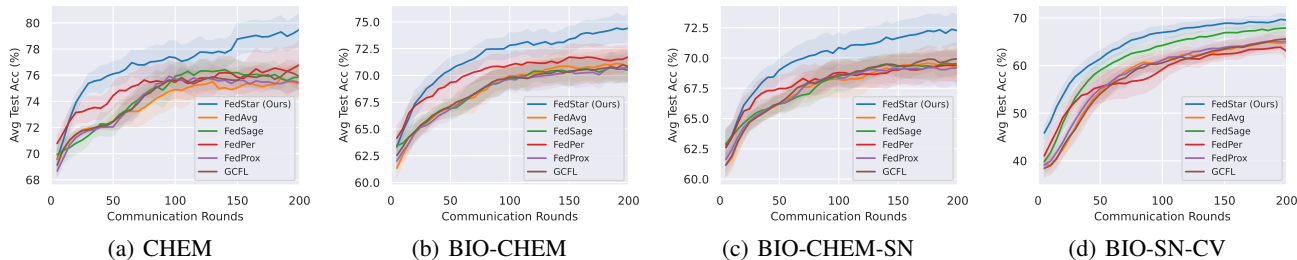 Avg Test Acc (%)
80
78
76
74
72
70
68
FedStar (Ours)
FedAvg
FedSage
FedPer
FedProx
GCFL
0 50 100 150 200
Communication Rounds
(a) CHEM
Avg Test Acc (%)
75.0
72.5
70.0
67.5
65.0
62.5
60.0
FedStar (Ours)
FedAvg
FedSage
FedPer
FedProx
GCFL
0 50 100 150 200
Communication Rounds
(b) BIO-CHEM
Avg Test Acc (%)
72.5
70.0
67.5
65.0
62.5
60.0
FedStar (Ours)
FedAvg
FedSage
FedPer
FedProx
GCFL
0 50 100 150 200
Communication Rounds
(c) BIO-CHEM-SN
Avg Test Acc (%)
70
60
50
40
FedStar (Ours)
FedAvg
FedSage
FedPer
FedProx
GCFL
0 50 100 150 200
Communication Rounds
(d) BIO-SN-CV